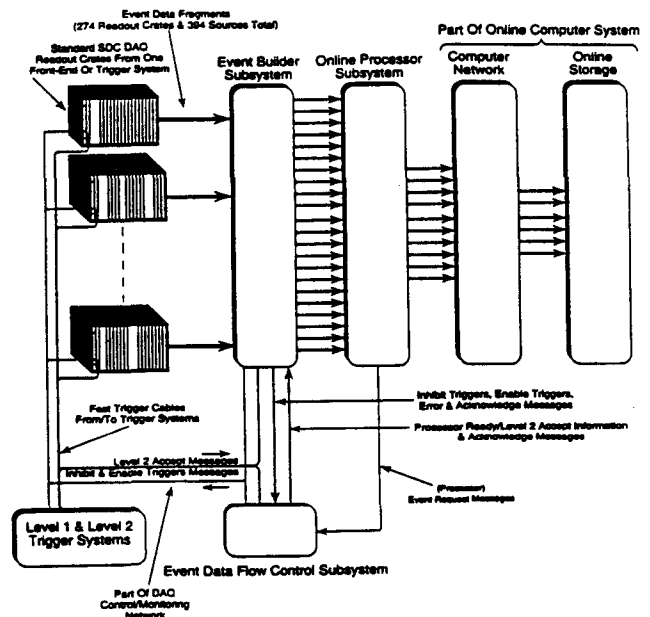 Event Data Fragments
(274 Readout Crates & 394 Sources Total)
Part Of Online Computer System
Standard SDC DAQ
Readout Crates From One
Front-End Or Trigger System
Event Builder
Subsystem
Online Processor
Subsystem
Computer
Network
Online
Storage
Inhibit Triggers, Enable Triggers,
Error & Acknowledge Messages
Fast Trigger Cables
From/To Trigger Systems
Processor Ready/Level 2 Accept Information
& Acknowledge Messages
Level 2 Accept Messages
Inhibit & Enable Triggers Messages
(Processor)
Event Request Messages
Level 1 & Level 2
Trigger Systems
Event Data Flow Control Subsystem
Part Of DAQ
Control/Monitoring
Network